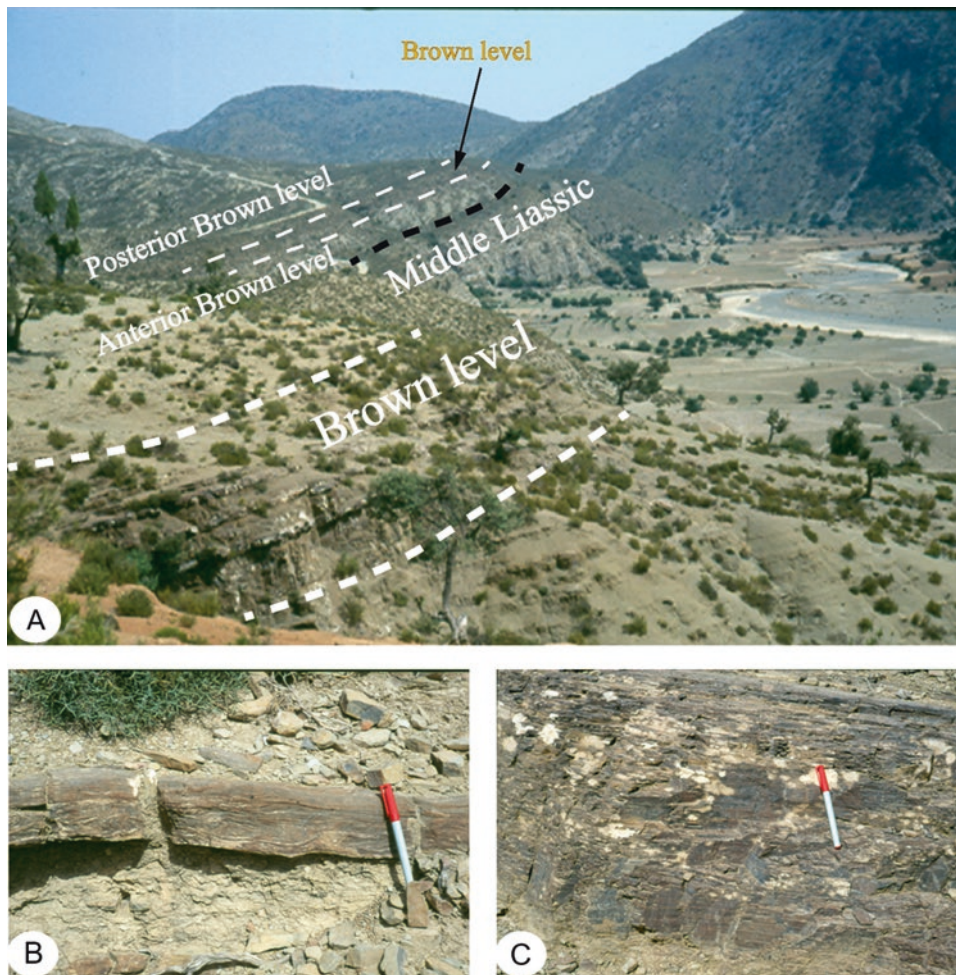 Brown level
Posterior Brown level
Anterior Brown level
Middle Liassic
Brown level
A
B
C